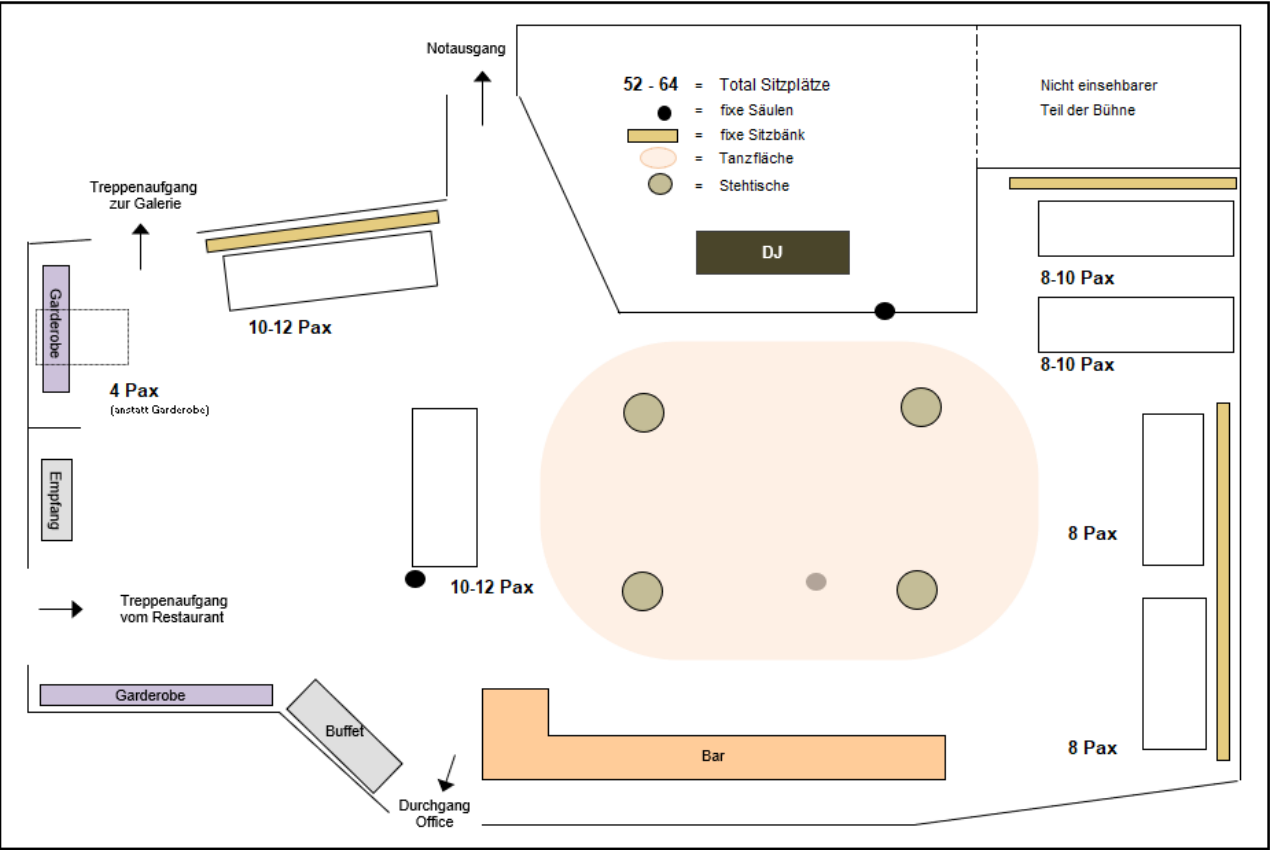 Notausgang
52 - 64 = Total Sitzplätze
= fixe Säulen
= fixe Sitzbänk
= Tanzfläche
= Stehtische
Nicht einsehbarer
Teil der Bühne
Treppenaufgang
zur Galerie
DJ
Garderobe
10-12 Pax
8-10 Pax
8-10 Pax
4 Pax
(anstatt Garderobe)
Empfang
8 Pax
10-12 Pax
Treppenaufgang
vom Restaurant
Garderobe
Buffet
Bar
8 Pax
Durchgang
Office